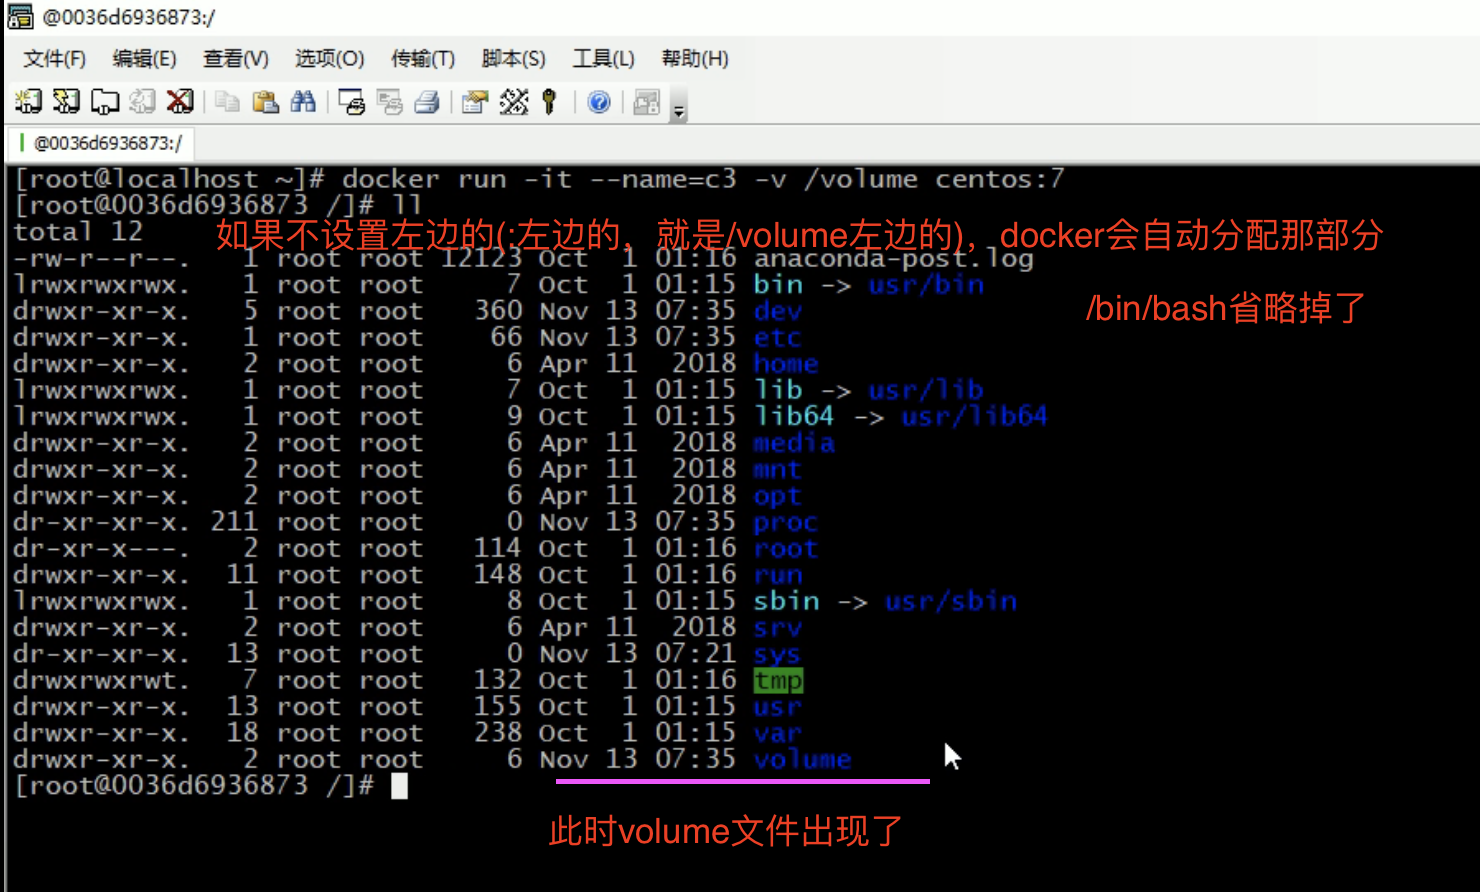 @0036d6936873:/
文件(F) 编辑(E) 查看(V) 选项(O) 传输(T) 脚本(S) 工具(L) 帮助(H)
@0036d6936873:/
[root@localhost ~]# docker run -it --name=c3 -v /volume centos:7
[root@0036d6936873 /]# ll
total 12
如果不设置左边的(:左边的，就是/volume左边的)，docker会自动分配那部分
-rw-r--r--. 1 root root 12123 Oct 1 01:16 anaconda-post.log
lrwxrwxrwx. 1 root root 7 Oct 1 01:15 bin -> usr/bin
/bin/bash省略掉了
drwxr-xr-x. 5 root root 360 Nov 13 07:35 dev
drwxr-xr-x. 1 root root 66 Nov 13 07:35 etc
drwxr-xr-x. 2 root root 6 Apr 11 2018 home
lrwxrwxrwx. 1 root root 7 Oct 1 01:15 lib -> usr/lib
lrwxrwxrwx. 1 root root 9 Oct 1 01:15 lib64 -> usr/lib64
drwxr-xr-x. 2 root root 6 Apr 11 2018 media
drwxr-xr-x. 2 root root 6 Apr 11 2018 mnt
drwxr-xr-x. 2 root root 6 Apr 11 2018 opt
dr-xr-xr-x. 211 root root 0 Nov 13 07:35 proc
dr-xr-x---. 2 root root 114 Oct 1 01:16 root
drwxr-xr-x. 11 root root 148 Oct 1 01:16 run
lrwxrwxrwx. 1 root root 8 Oct 1 01:15 sbin -> usr/sbin
drwxr-xr-x. 2 root root 6 Apr 11 2018 srv
dr-xr-xr-x. 13 root root 0 Nov 13 07:21 sys
drwxrwxrwt. 7 root root 132 Oct 1 01:16 tmp
drwxr-xr-x. 13 root root 155 Oct 1 01:15 usr
drwxr-xr-x. 18 root root 238 Oct 1 01:15 var
drwxr-xr-x. 2 root root 6 Nov 13 07:35 volume
[root@0036d6936873 /]#
此时volume文件出现了